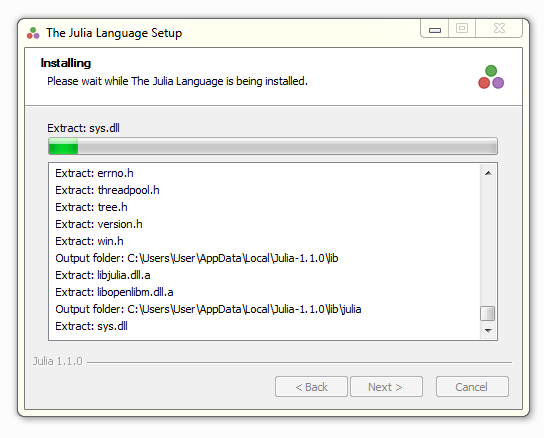 The Julia Language Setup
Installing
Please wait while The Julia Language is being installed.
Extract: sys.dll
Extract: errno.h
Extract: threadpool.h
Extract: tree.h
Extract: version.h
Extract: win.h
Output folder: C:\Users\User\AppData\Local\Julia-1.1.0\lib
Extract: libjulia.dll.a
Extract: libopenlibm.dll.a
Output folder: C:\Users\User\AppData\Local\Julia-1.1.0\lib\julia
Extract: sys.dll
Julia 1.1.0
< Back Next > Cancel